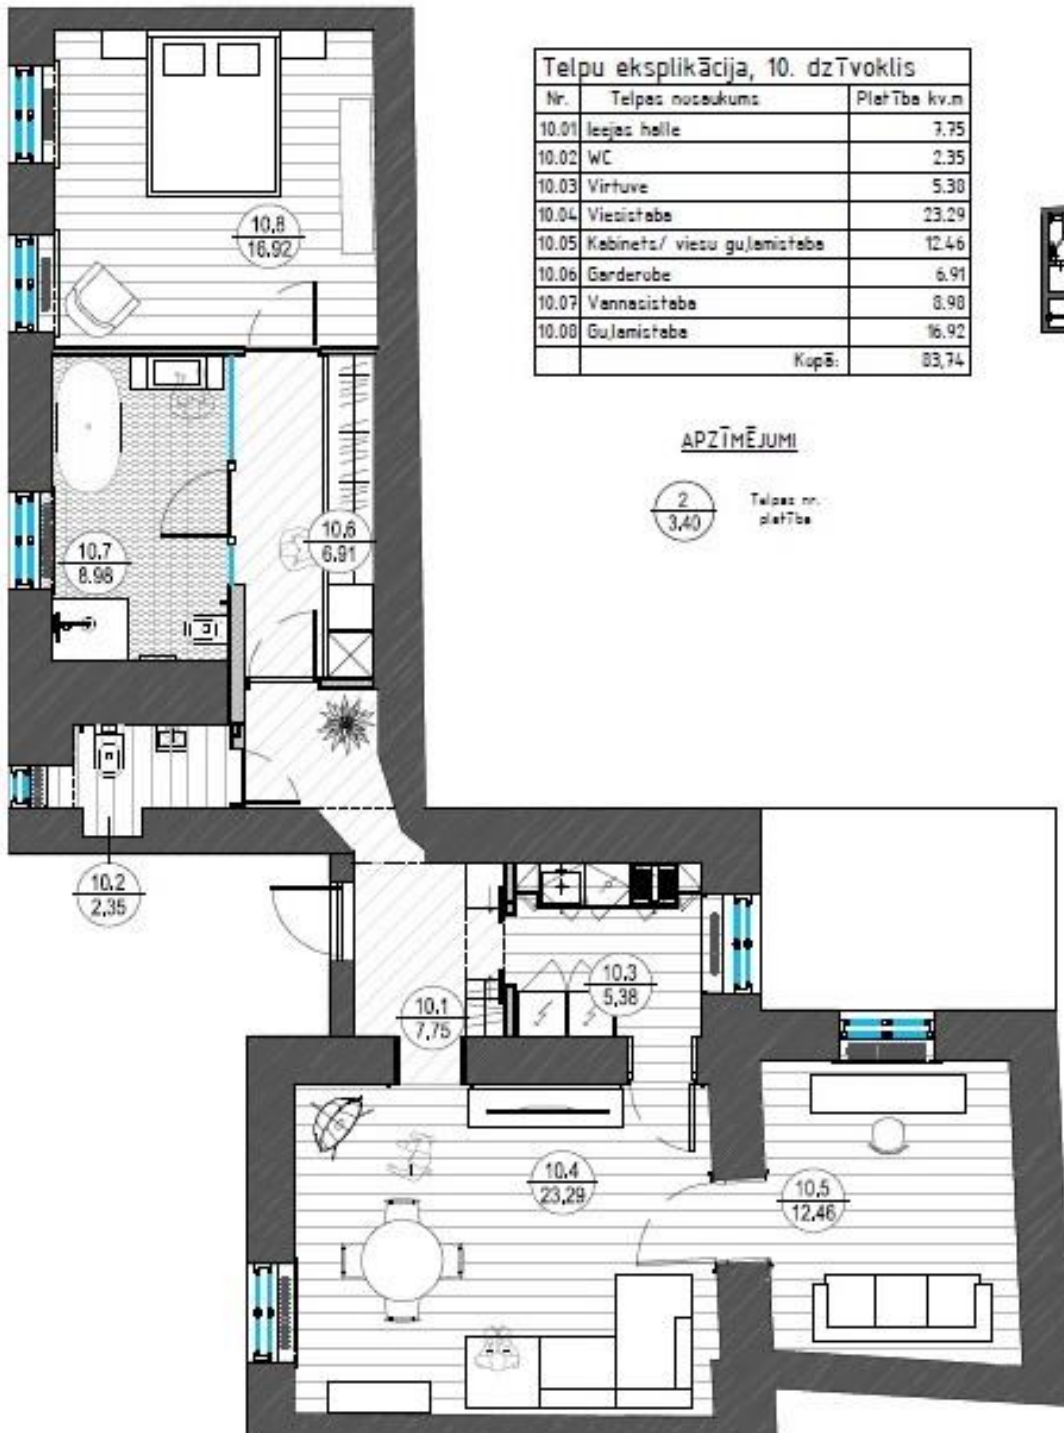 Telpu eksplikācija, 10. dzīvoklis
Nr. Telpas nosaukums Platība kv.m
10.01 Ieejas halle 7.75
10.02 WC 2.35
10.03 Virtuve 5.38
10.04 Viesistaba 23.29
10.05 Kabinets/ viesu guļamistaba 12.46
10.06 Garderobe 6.91
10.07 Vannasistaba 8.98
10.08 Guļamistaba 16.92
Kopā: 83,74
APZĪMĒJUMI
2
3.40
Telpas nr.
platība
10.8
16.92
10.6
6.91
10.7
8.98
10.2
2.35
10.3
5.38
10.1
7.75
10.4
23.29
10.5
12.46